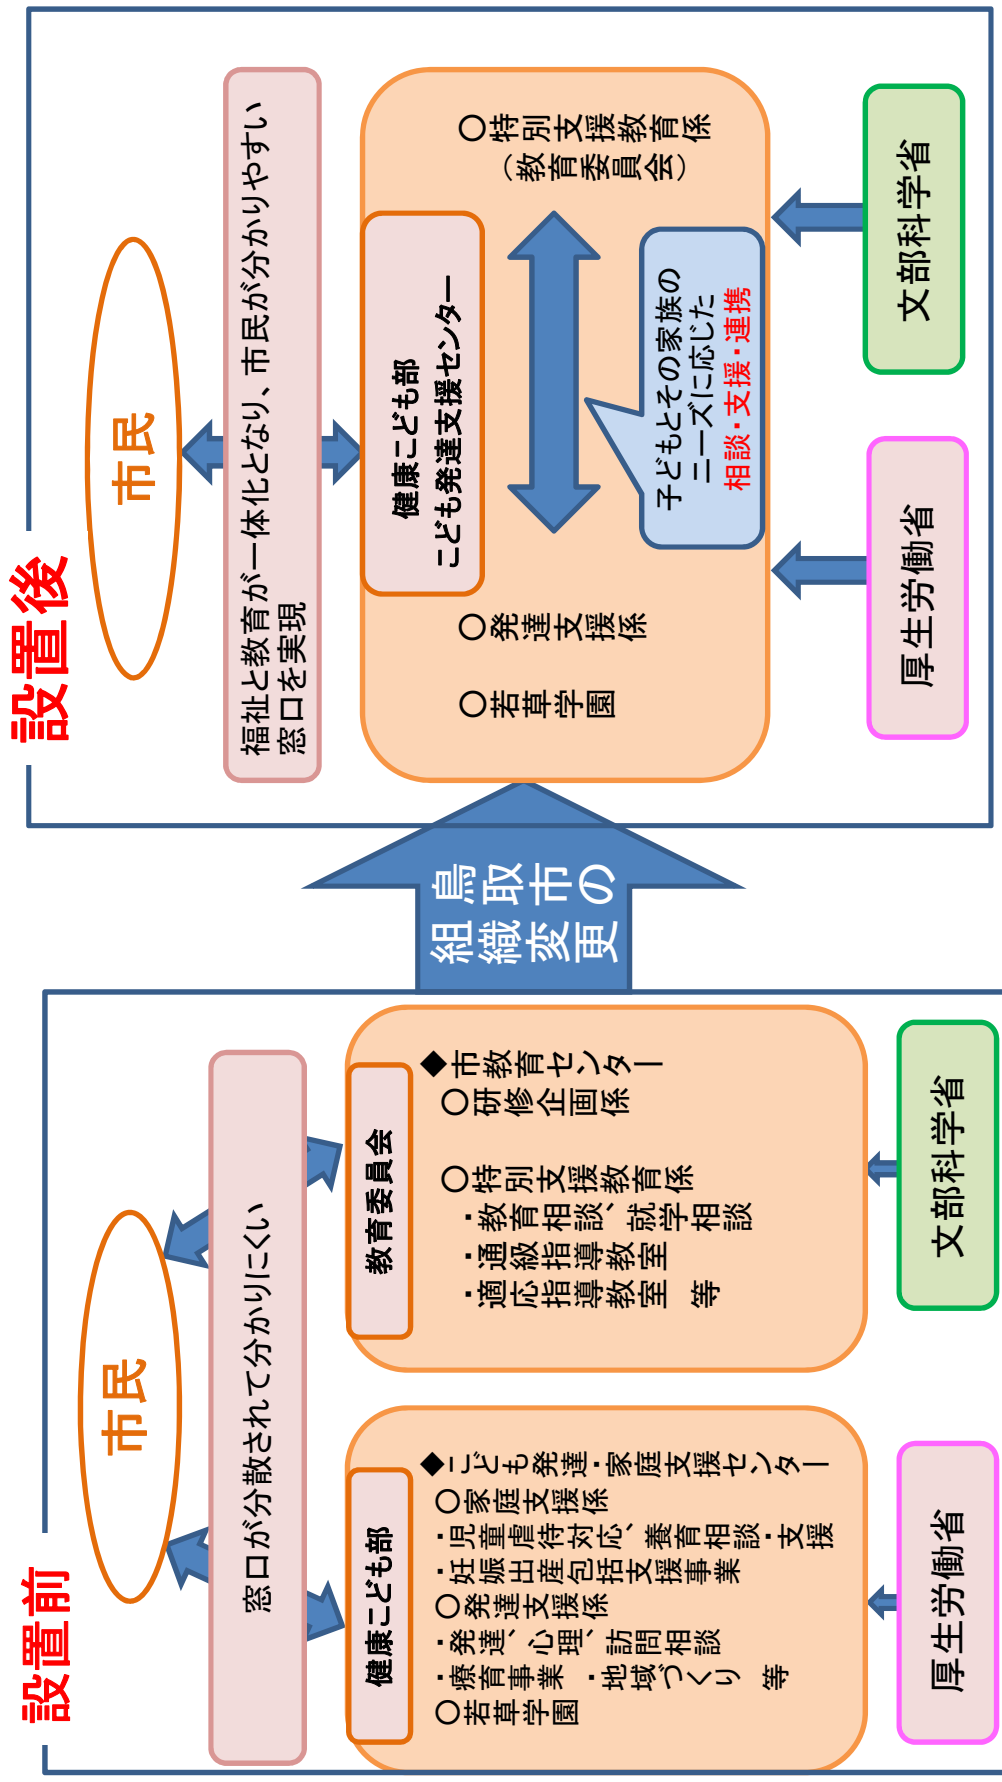 設置前
市民
窓口が分散されて分かりにくい
健康こども部
◆こども発達・家庭支援センター
〇家庭支援係
・児童虐待対応、養育相談・支援
・妊娠出産包括支援事業
〇発達支援係
・発達、心理、訪問相談
・療育事業　・地域づくり　等
〇若草学園
教育委員会
◆市教育センター
〇研修企画係
〇特別支援教育係
・教育相談、就学相談
・通級指導教室
・適応指導教室　等
厚生労働省
文部科学省
鳥取市の
組織変更
設置後
市民
福祉と教育が一体化となり、市民が分かりやすい
窓口を実現
健康こども部
こども発達支援センター
〇発達支援係
〇若草学園
〇特別支援教育係
（教育委員会）
子どもとその家族の
ニーズに応じた
相談・支援・連携
厚生労働省
文部科学省